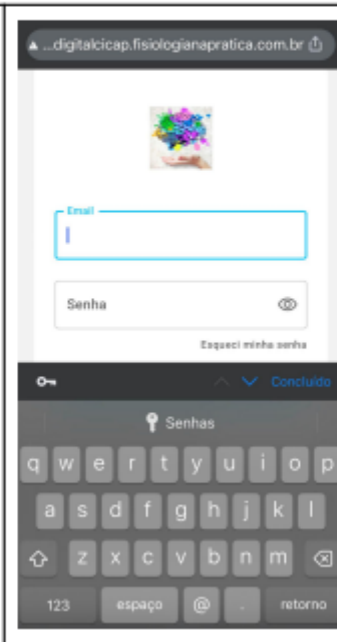 ...digitalcicap.fisiologianapratica.com.br
Email
Senha
Esqueci minha senha
Concluído
Senhas
q w e r t y u i o p
a s d f g h j k l
z x c v b n m
123 espaço @ . retorno